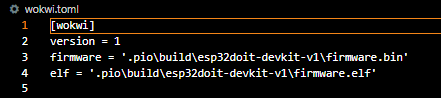 wokwi.toml
1 [wokwi]
2 version = 1
3 firmware = '.pio\build\esp32doit-devkit-v1\firmware.bin'
4 elf = '.pio\build\esp32doit-devkit-v1\firmware.elf'
5